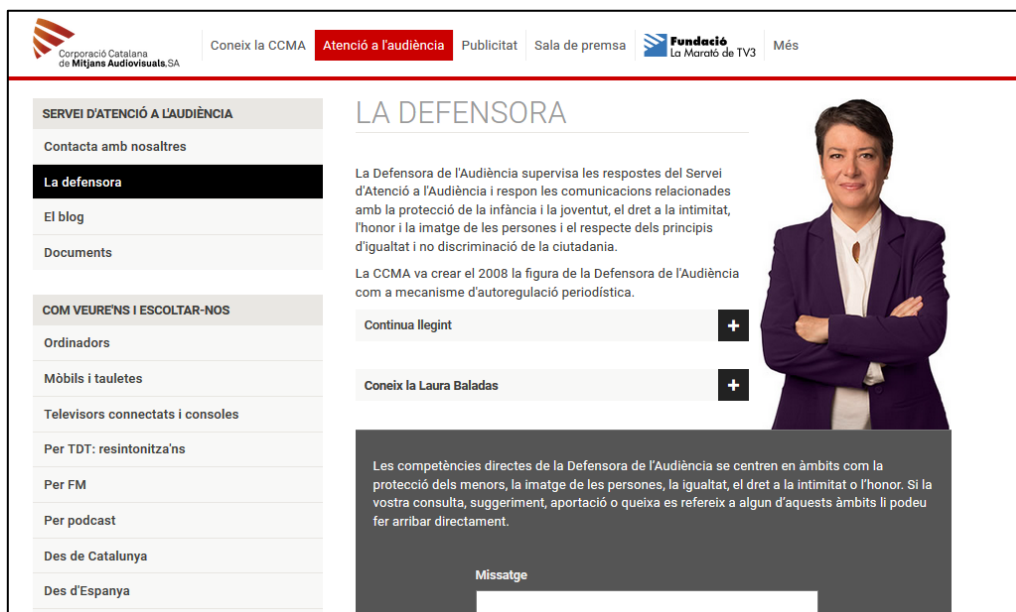 Corporació Catalana
de Mitjans Audiovisuals, SA
Coneix la CCMA
Atenció a l'audiència
Publicitat
Sala de premsa
Fundació
La Marató de TV3
Més
SERVEI D'ATENCIÓ A L'AUDIÈNCIA
Contacta amb nosaltres
La defensora
El blog
Documents
COM VEURE'NS I ESCOLTAR-NOS
Ordinadors
Mòbils i tauletes
Televisors connectats i consoles
Per TDT: resintonitza'ns
Per FM
Per podcast
Des de Catalunya
Des d'Espanya
LA DEFENSORA
La Defensora de l'Audiència supervisa les respostes del Servei
d'Atenció a l'Audiència i respon les comunicacions relacionades
amb la protecció de la infància i la joventut, el dret a la intimitat,
l'honor i la imatge de les persones i el respecte dels principis
d'igualtat i no discriminació de la ciutadania.
La CCMA va crear el 2008 la figura de la Defensora de l'Audiència
com a mecanisme d'autoregulació periodística.
Continua llegint
+
Coneix la Laura Baladas
+
Les competències directes de la Defensora de l'Audiència se centren en àmbits com la
protecció dels menors, la imatge de les persones, la igualtat, el dret a la intimitat o l'honor. Si la
vostra consulta, suggeriment, aportació o queixa es refereix a algun d'aquests àmbits li podeu
fer arribar directament.
Missatge